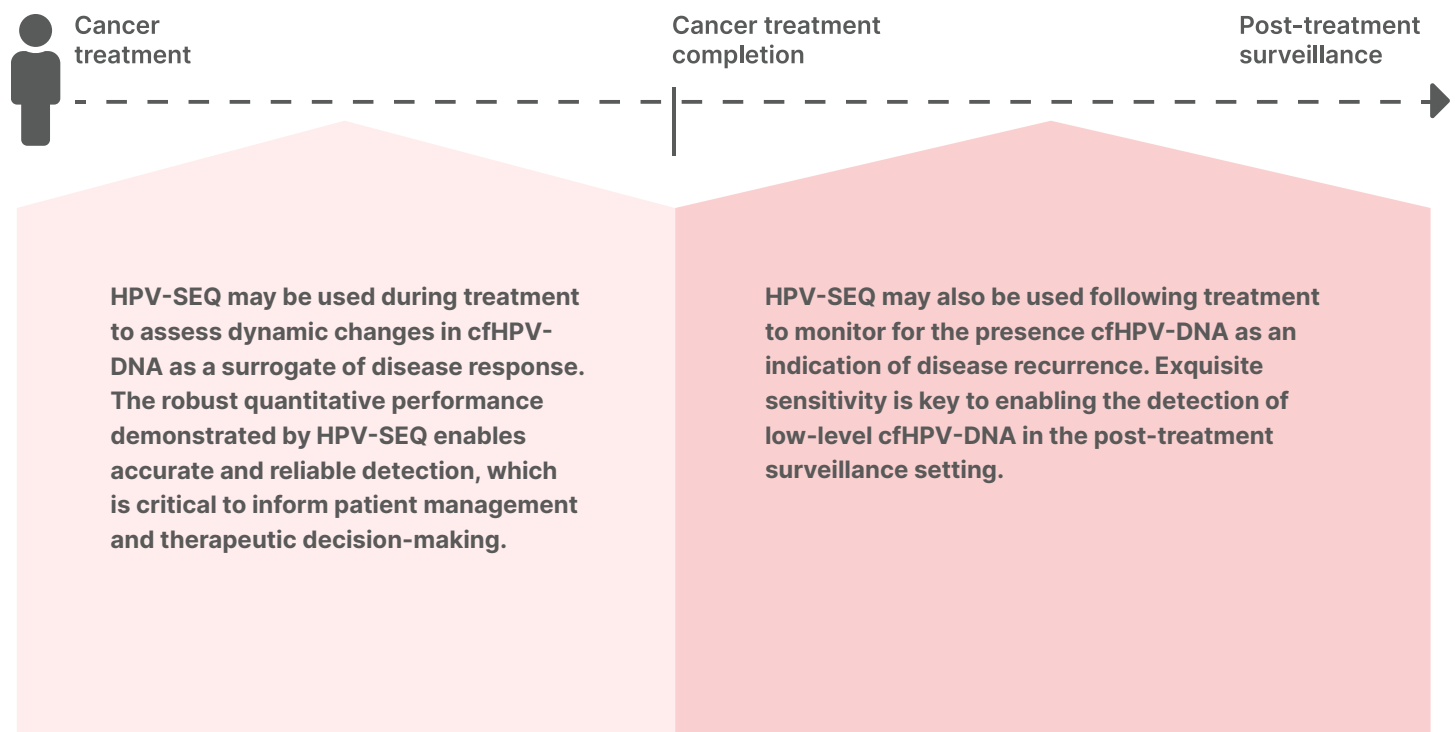 Cancer
treatment
Cancer treatment
completion
Post-treatment
surveillance
HPV-SEQ may be used during treatment
to assess dynamic changes in cfHPV-
DNA as a surrogate of disease response.
The robust quantitative performance
demonstrated by HPV-SEQ enables
accurate and reliable detection, which
is critical to inform patient management
and therapeutic decision-making.
HPV-SEQ may also be used following treatment
to monitor for the presence cfHPV-DNA as an
indication of disease recurrence. Exquisite
sensitivity is key to enabling the detection of
low-level cfHPV-DNA in the post-treatment
surveillance setting.